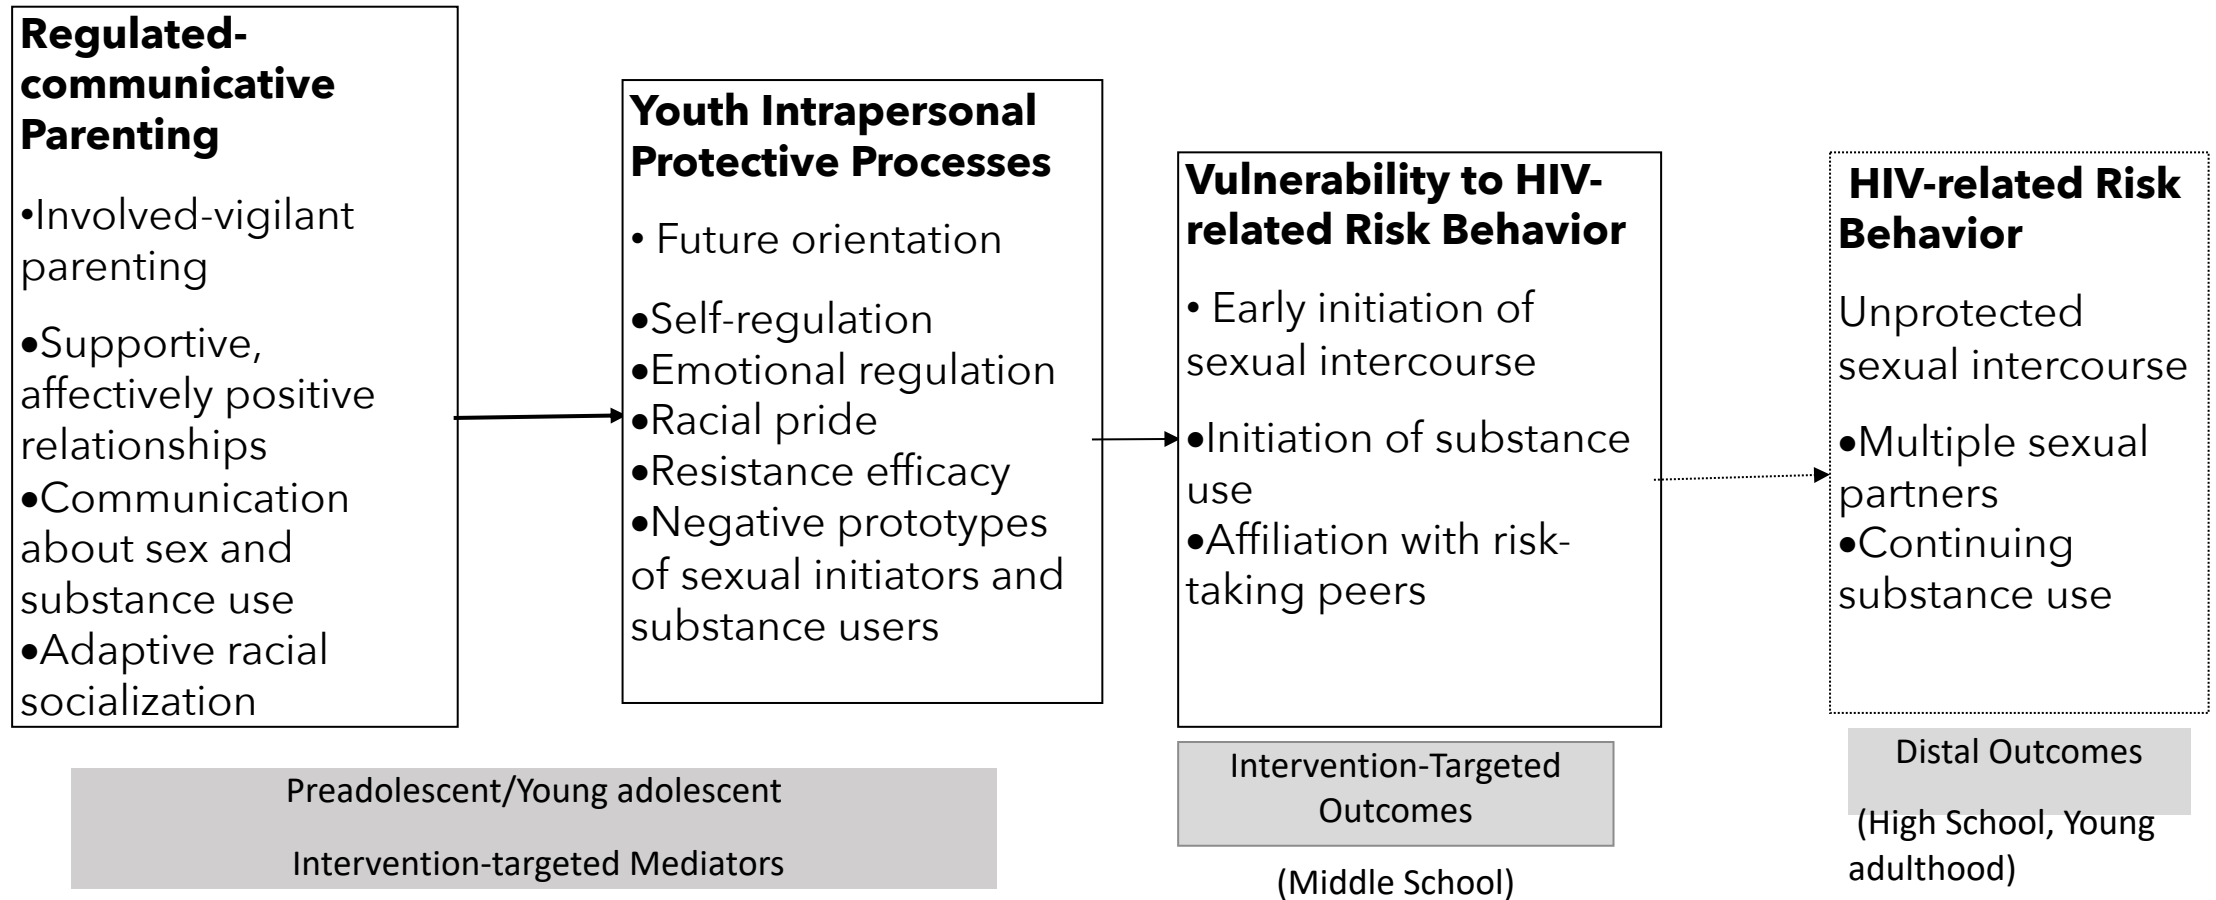 Regulated-
communicative
Parenting
•Involved-vigilant
parenting
•Supportive,
affectively positive
relationships
•Communication
about sex and
substance use
•Adaptive racial
socialization
Youth Intrapersonal
Protective Processes
• Future orientation
•Self-regulation
•Emotional regulation
•Racial pride
•Resistance efficacy
•Negative prototypes
of sexual initiators and
substance users
Vulnerability to HIV-
related Risk Behavior
• Early initiation of
sexual intercourse
•Initiation of substance
use
•Affiliation with risk-
taking peers
HIV-related Risk
Behavior
Unprotected
sexual intercourse
•Multiple sexual
partners
•Continuing
substance use
Preadolescent/Young adolescent
Intervention-targeted Mediators
Intervention-Targeted
Outcomes
(Middle School)
Distal Outcomes
(High School, Young
adulthood)